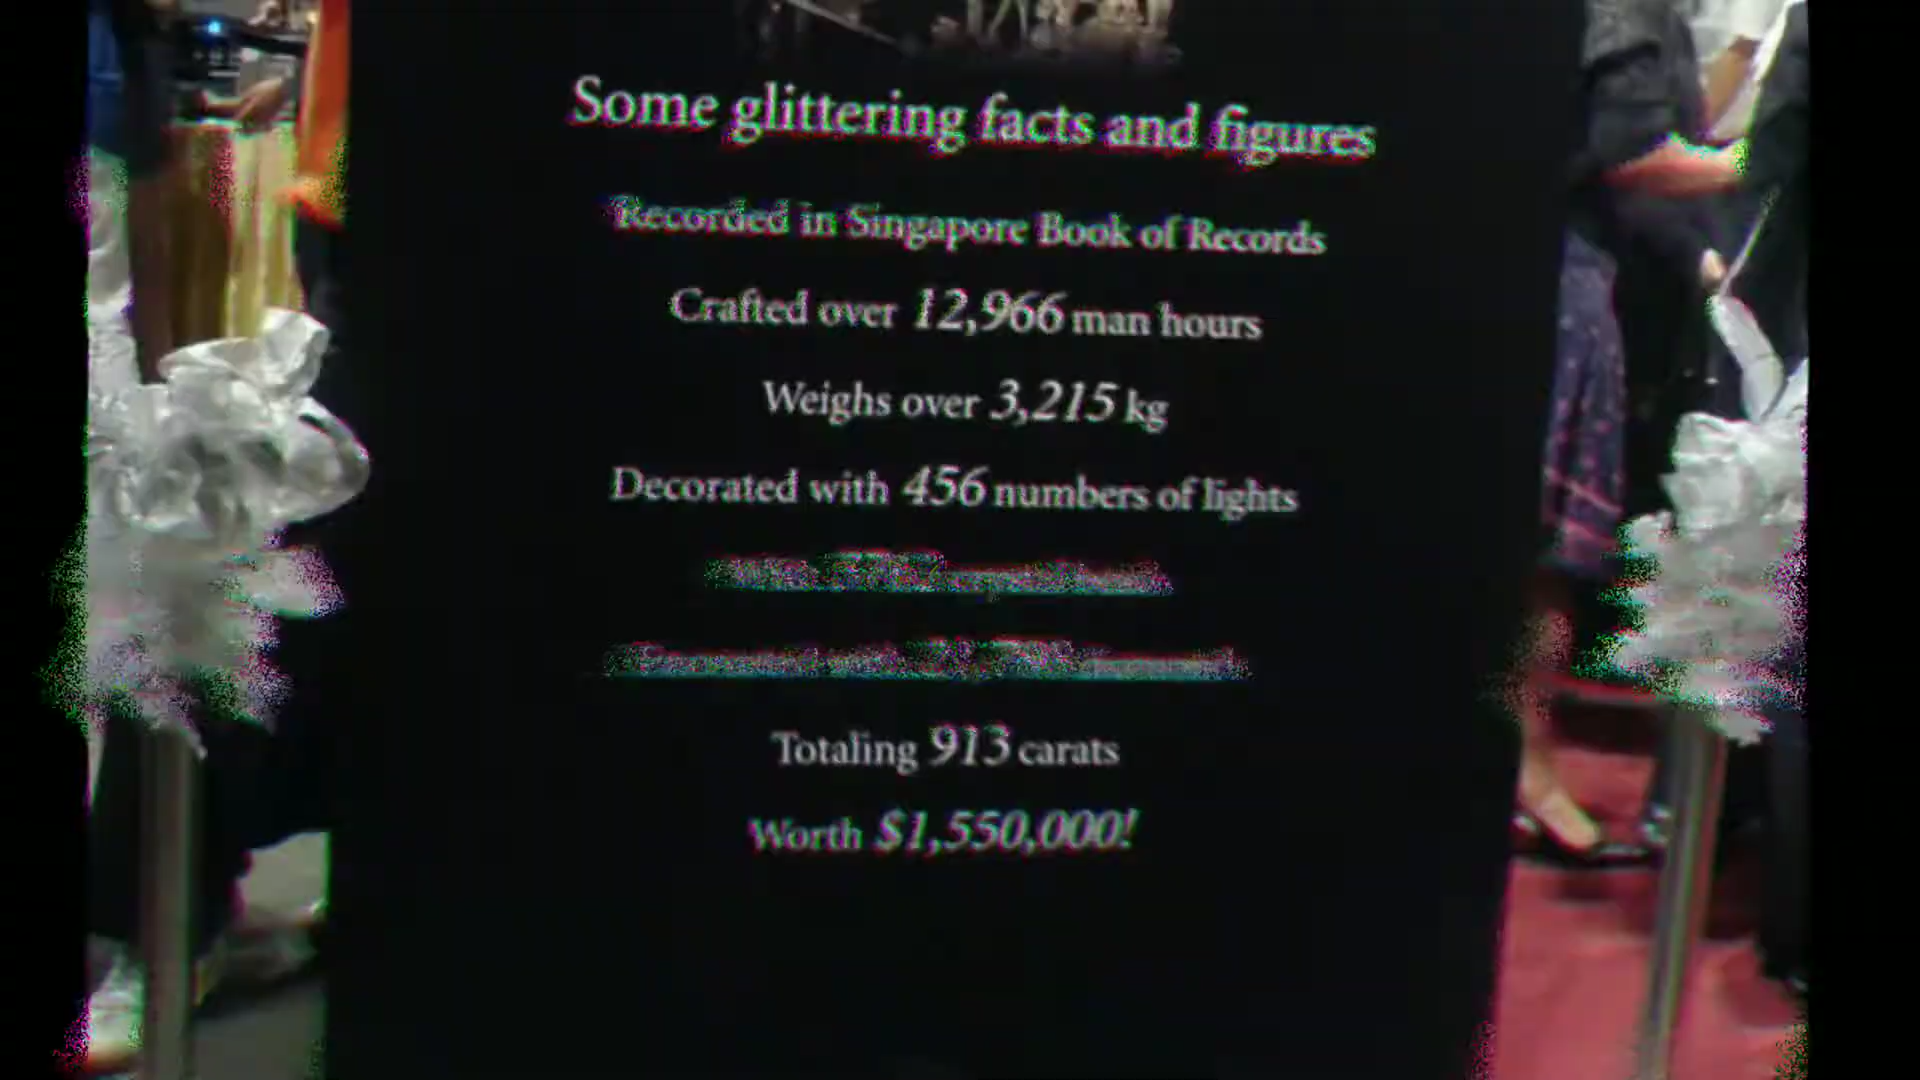 Some glittering facts and figures
Recorded in Singapore Book of Records
Crafted over 12,966 man hours
Weighs over 3,215 kg
Decorated with 456 numbers of lights
Totaling 913 carats
Worth $1,550,000!